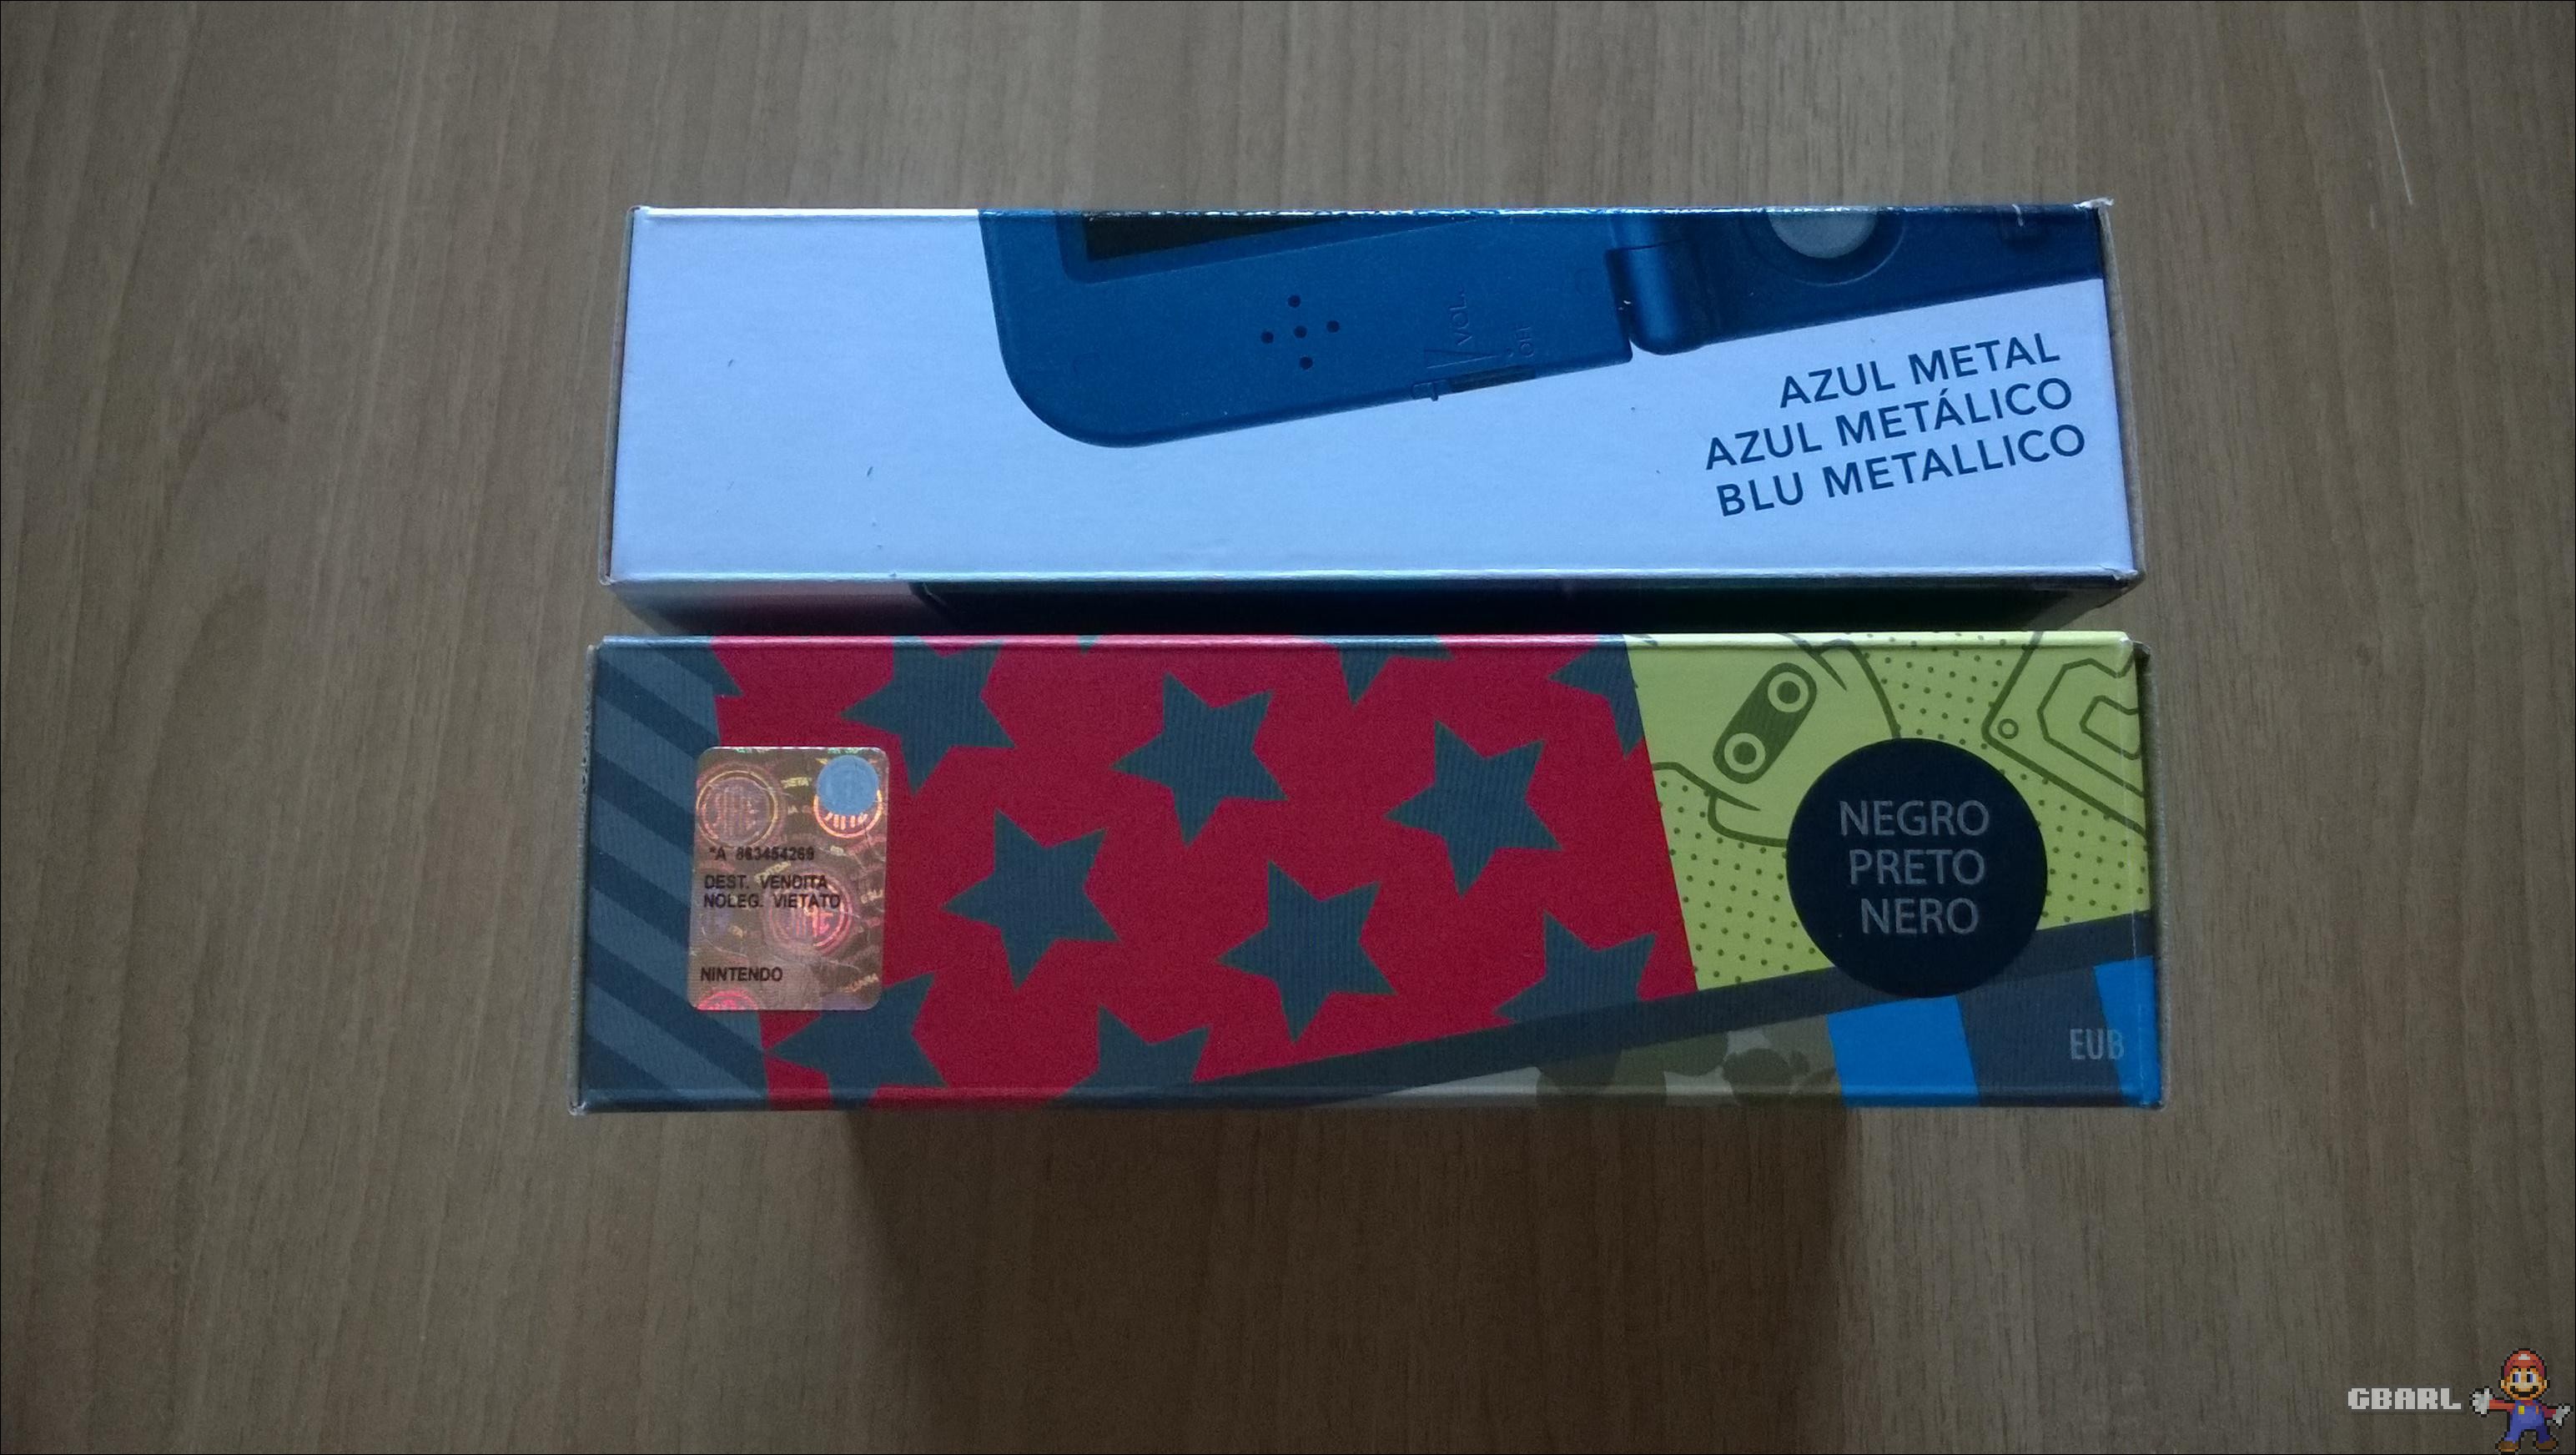 VOL.
OFF
AZUL METAL
AZUL METÁLICO
BLU METALLICO
SIAE
*A 863454269
DEST. VENDITA
NOLEG. VIETATO
NINTENDO
NEGRO
PRETO
NERO
EUB
GBARL